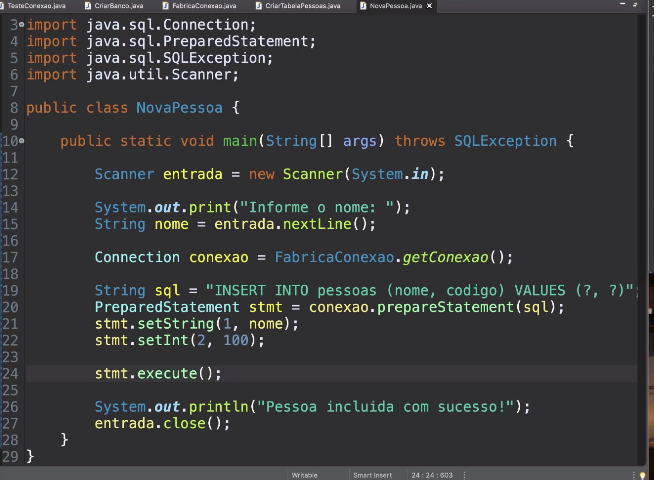 TesteConexao.java CriarBanco.java FabricaConexao.java CriarTabelaPessoas.java NovaPessoa.java
3 import java.sql.Connection;
4 import java.sql.PreparedStatement;
5 import java.sql.SQLException;
6 import java.util.Scanner;
7
8 public class NovaPessoa {
9
10 public static void main(String[] args) throws SQLException {
11
12 Scanner entrada = new Scanner(System.in);
13
14 System.out.print("Informe o nome: ");
15 String nome = entrada.nextLine();
16
17 Connection conexao = FabricaConexao.getConexao();
18
19 String sql = "INSERT INTO pessoas (nome, codigo) VALUES (?, ?)";
20 PreparedStatement stmt = conexao.prepareStatement(sql);
21 stmt.setString(1, nome);
22 stmt.setInt(2, 100);
23
24 stmt.execute();
25
26 System.out.println("Pessoa incluida com sucesso!");
27 entrada.close();
28 }
29 }
Writable Smart Insert 24 : 24 : 603